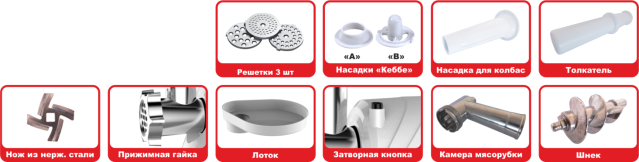 «А» «В»
Решетки 3 шт
Насадки «Кеббе»
Насадка для колбас
Толкатель
Нож из нерж. стали
Прижимная гайка
Лоток
Затворная кнопка
Камера мясорубки
Шнек